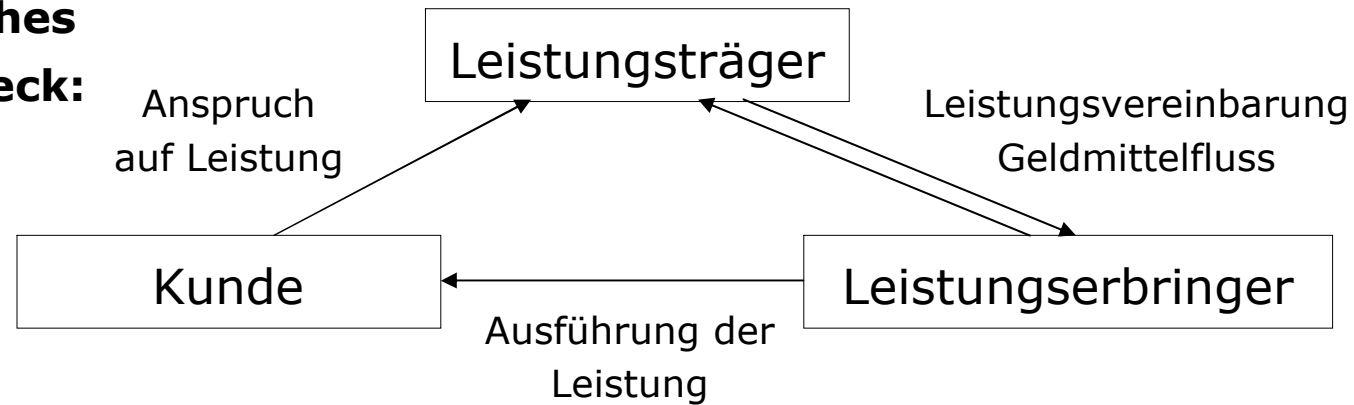 hes
eck:
Leistungsträger
Anspruch
auf Leistung
Leistungsvereinbarung
Geldmittelfluss
Kunde
Leistungserbringer
Ausführung der
Leistung